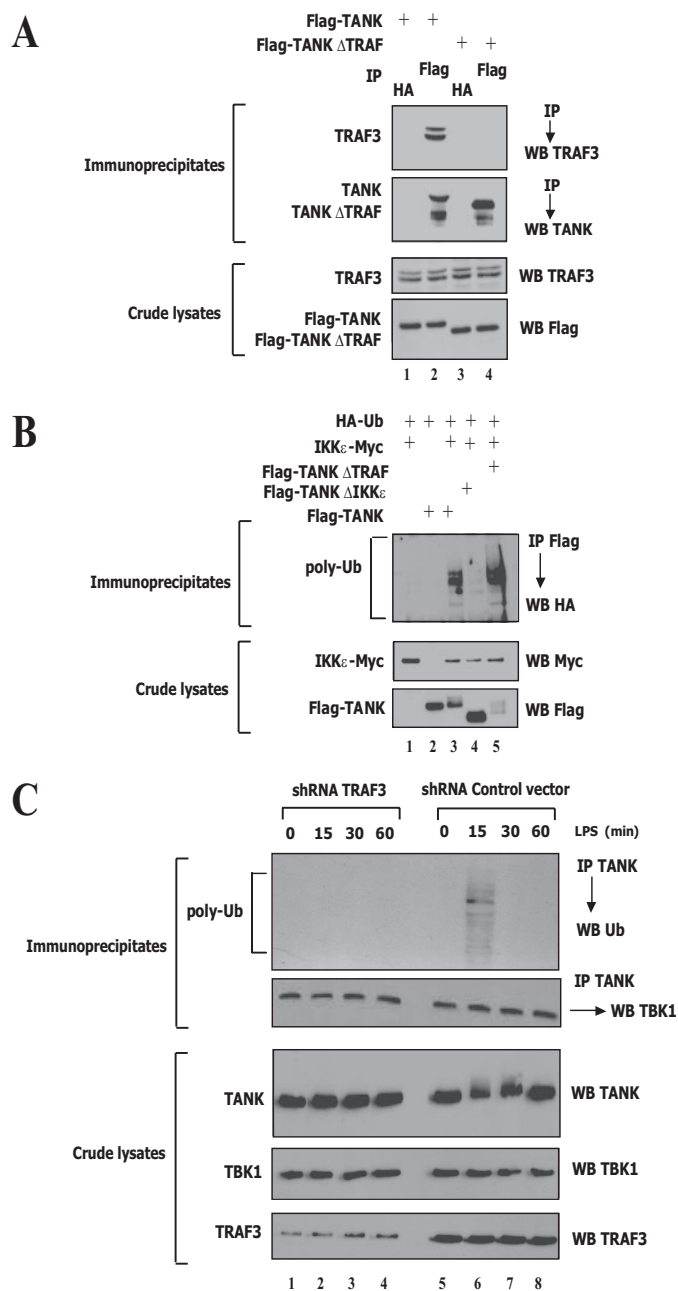 A
Flag-TANK + +
Flag-TANK ΔTRAF + +
IP HA Flag HA Flag
Immunoprecipitates
TRAF3
IP
WB TRAF3
TANK
TANK ΔTRAF
IP
WB TANK
Crude lysates
TRAF3
WB TRAF3
Flag-TANK
Flag-TANK ΔTRAF
WB Flag
1 2 3 4
B
HA-Ub + + + + +
IKKε-Myc + + + +
Flag-TANK ΔTRAF +
Flag-TANK ΔIKKε +
Flag-TANK + +
Immunoprecipitates
poly-Ub
IP Flag
WB HA
Crude lysates
IKKε-Myc
WB Myc
Flag-TANK
WB Flag
1 2 3 4 5
C
shRNA TRAF3 shRNA Control vector
0 15 30 60 0 15 30 60 LPS (min)
Immunoprecipitates
poly-Ub
IP TANK
WB Ub
IP TANK
WB TBK1
Crude lysates
TANK
WB TANK
TBK1
WB TBK1
TRAF3
WB TRAF3
1 2 3 4 5 6 7 8